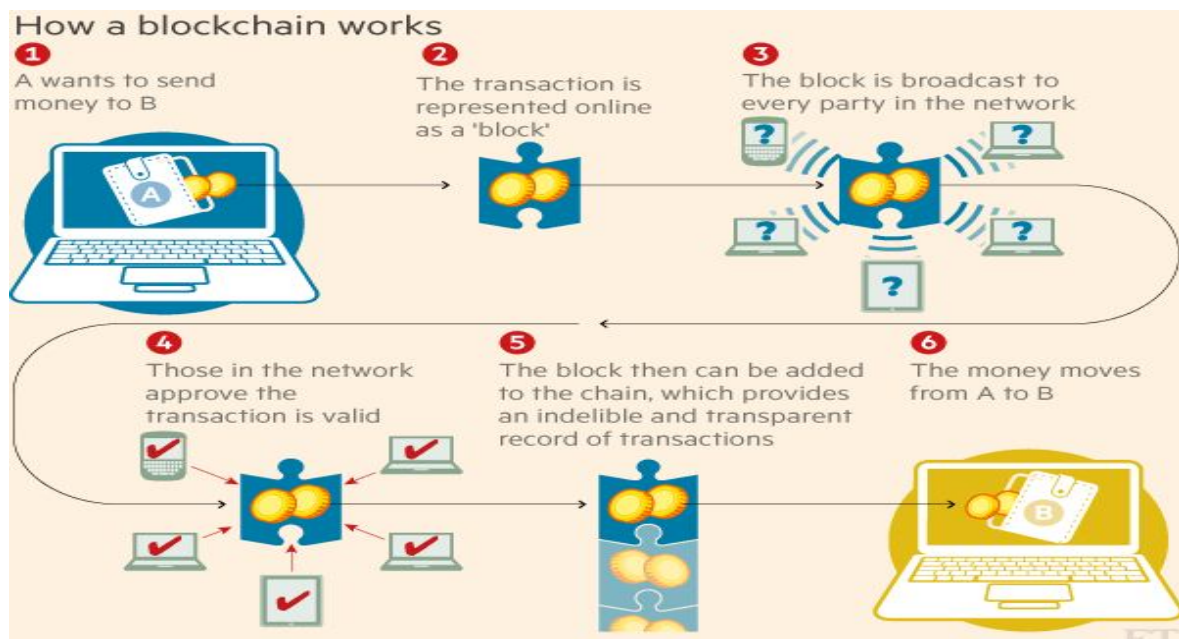 How a blockchain works
1
A wants to send
money to B
2
The transaction is
represented online
as a 'block'
3
The block is broadcast to
every party in the network
A
?
?
?
?
?
4
Those in the network
approve the
transaction is valid
5
The block then can be added
to the chain, which provides
an indelible and transparent
record of transactions
6
The money moves
from A to B
B
FT